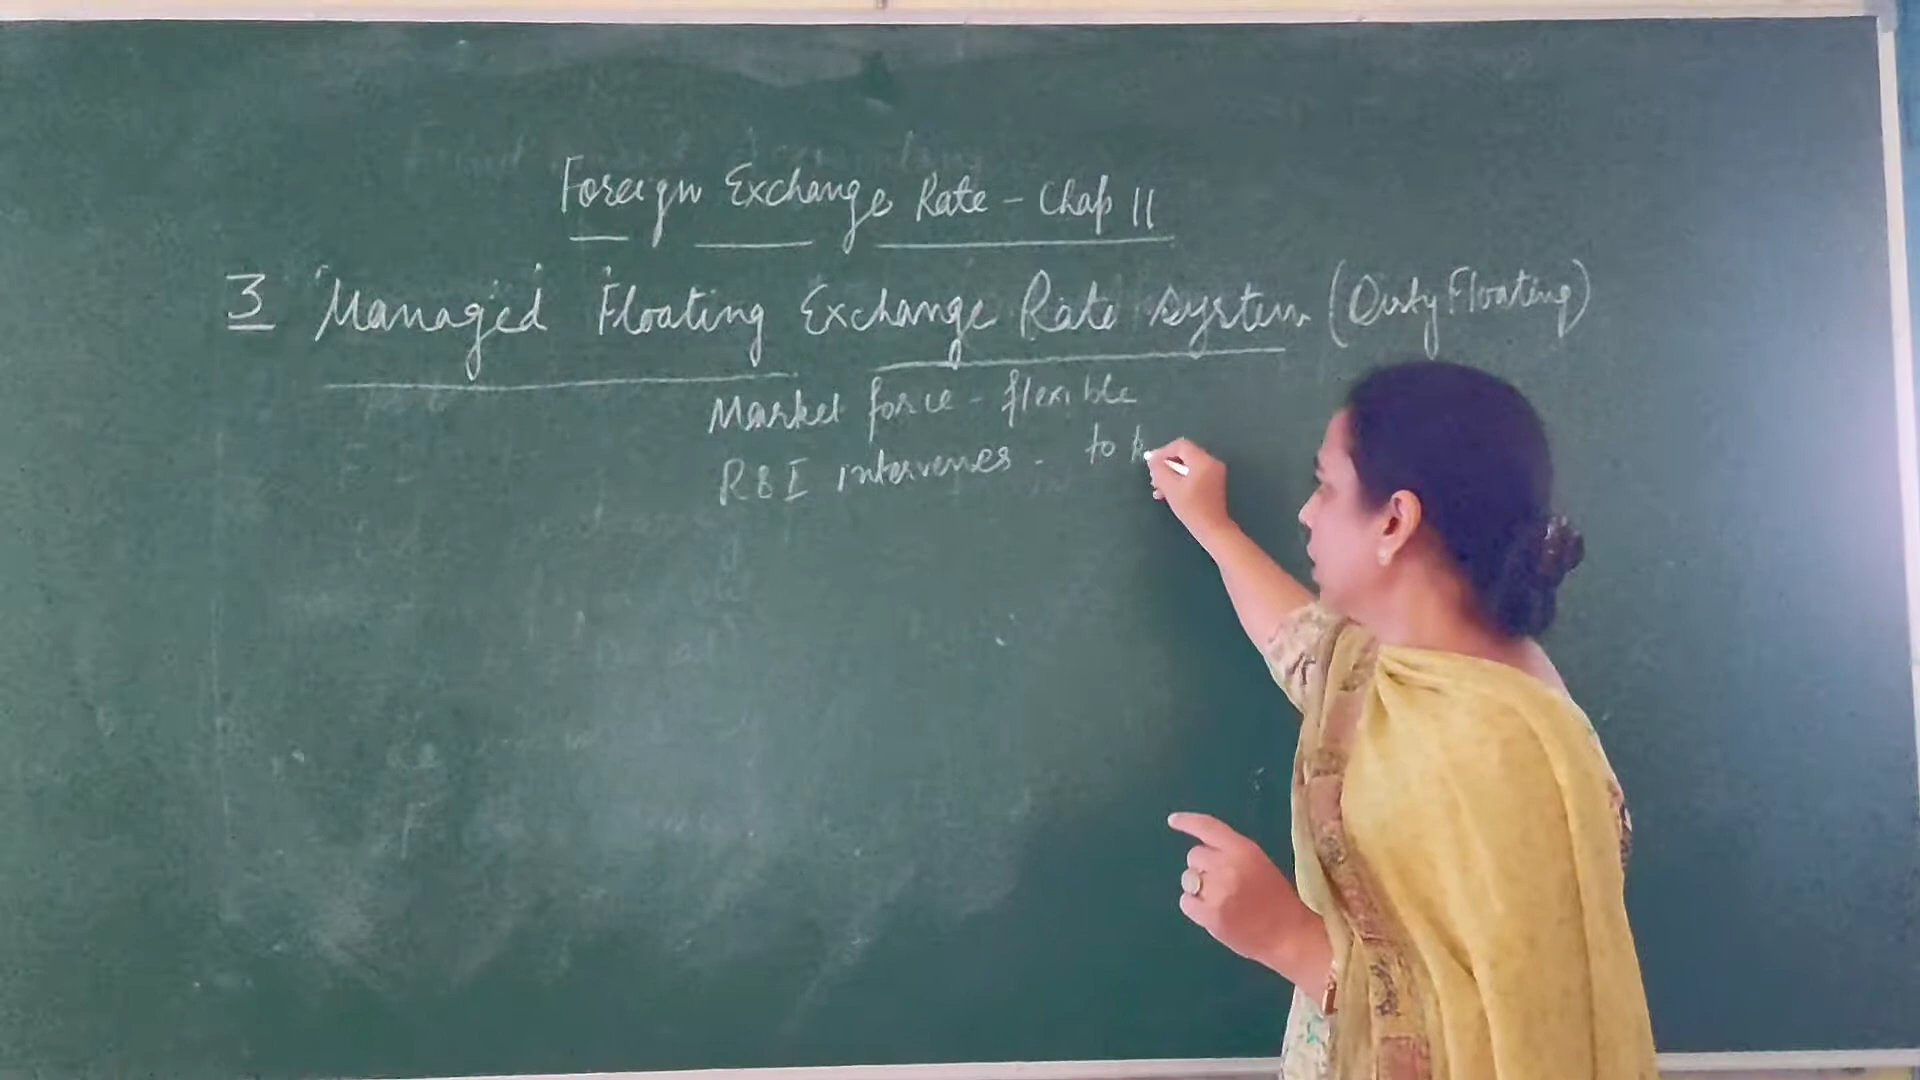 Foreign Exchange Rate - Chap 11
3 Managed Floating Exchange Rate System (Dirty Floating)
Market force - flexible
RBI intervenes - to